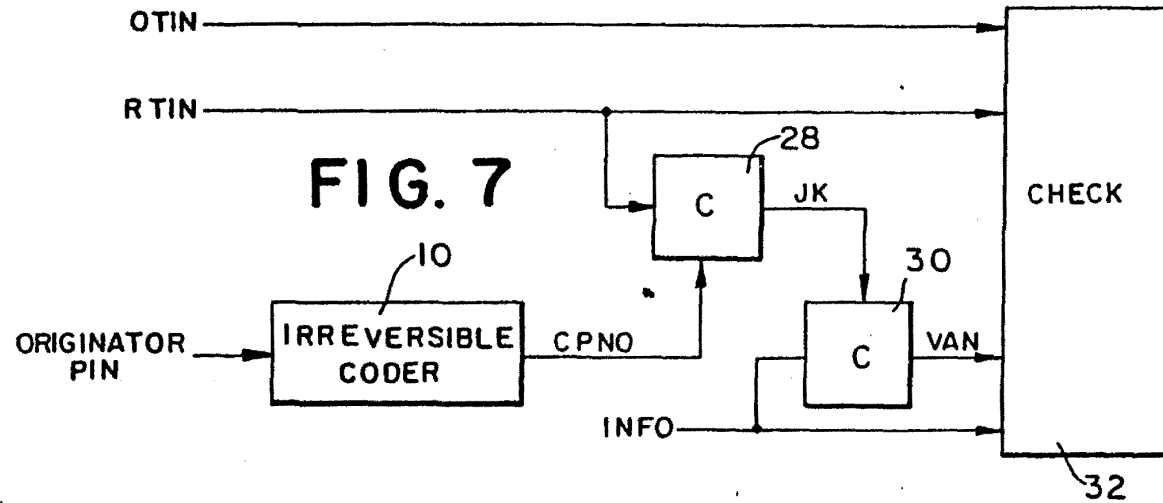 OTIN
RTIN
FIG. 7
28
C
JK
CHECK
10
30
ORIGINATOR
PIN
IRREVERSIBLE
CODER
CPNO
C
VAN
INFO
32